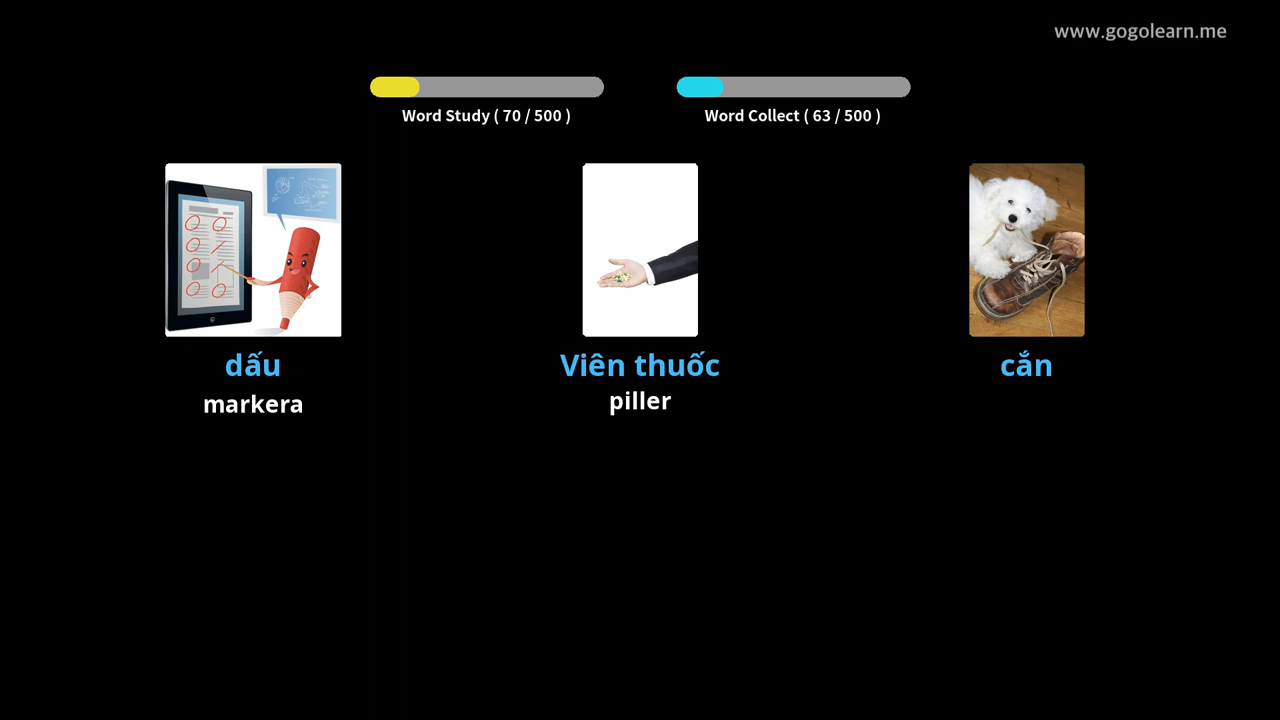 www.gogolearn.me
Word Study ( 70 / 500 )
Word Collect ( 63 / 500 )
dấu
markera
Viên thuốc
piller
cắn